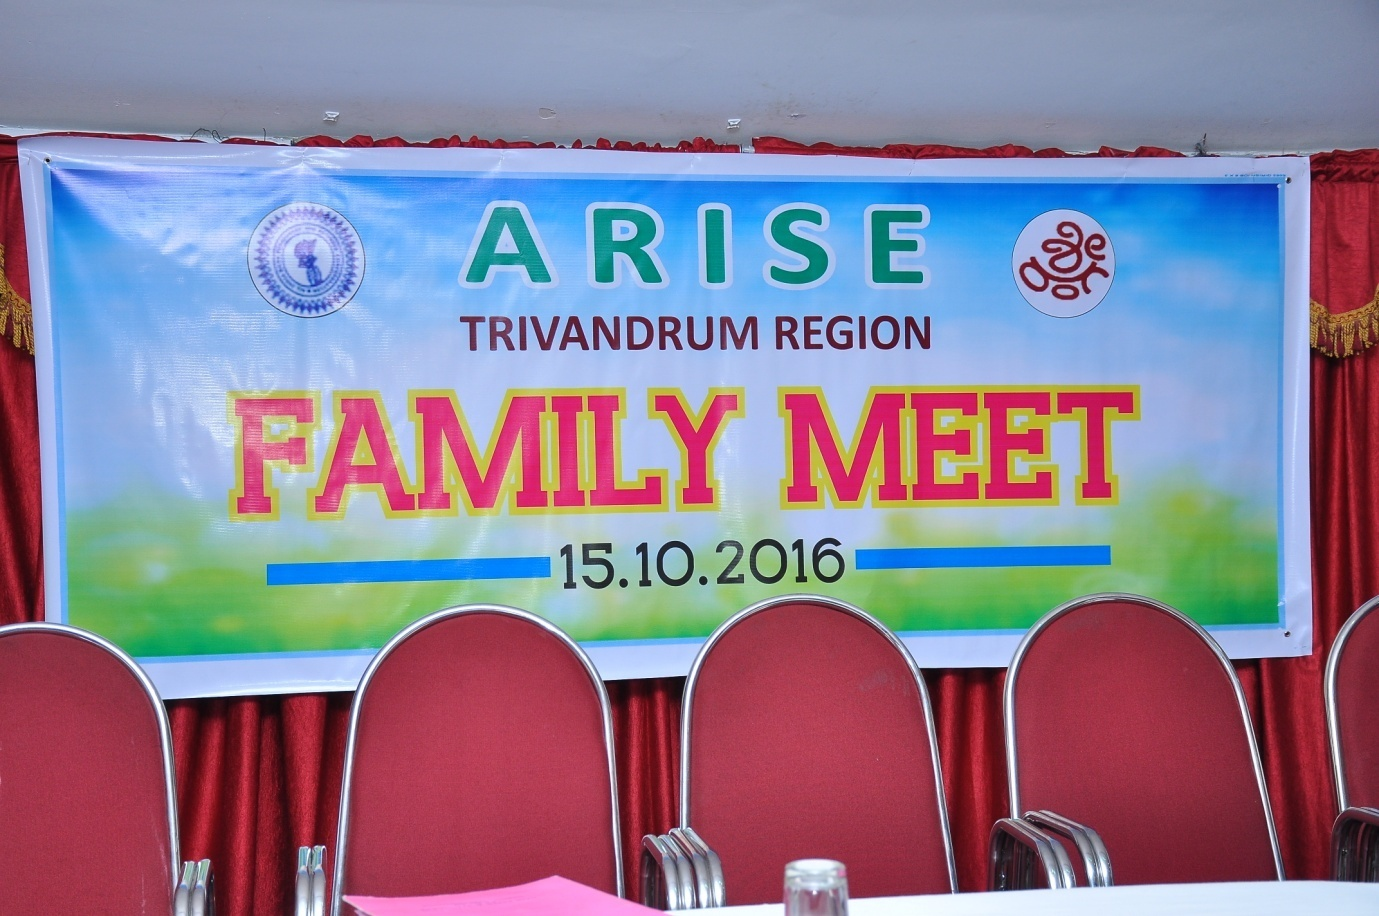 ARISE
TRIVANDRUM REGION
FAMILY MEET
15.10.2016